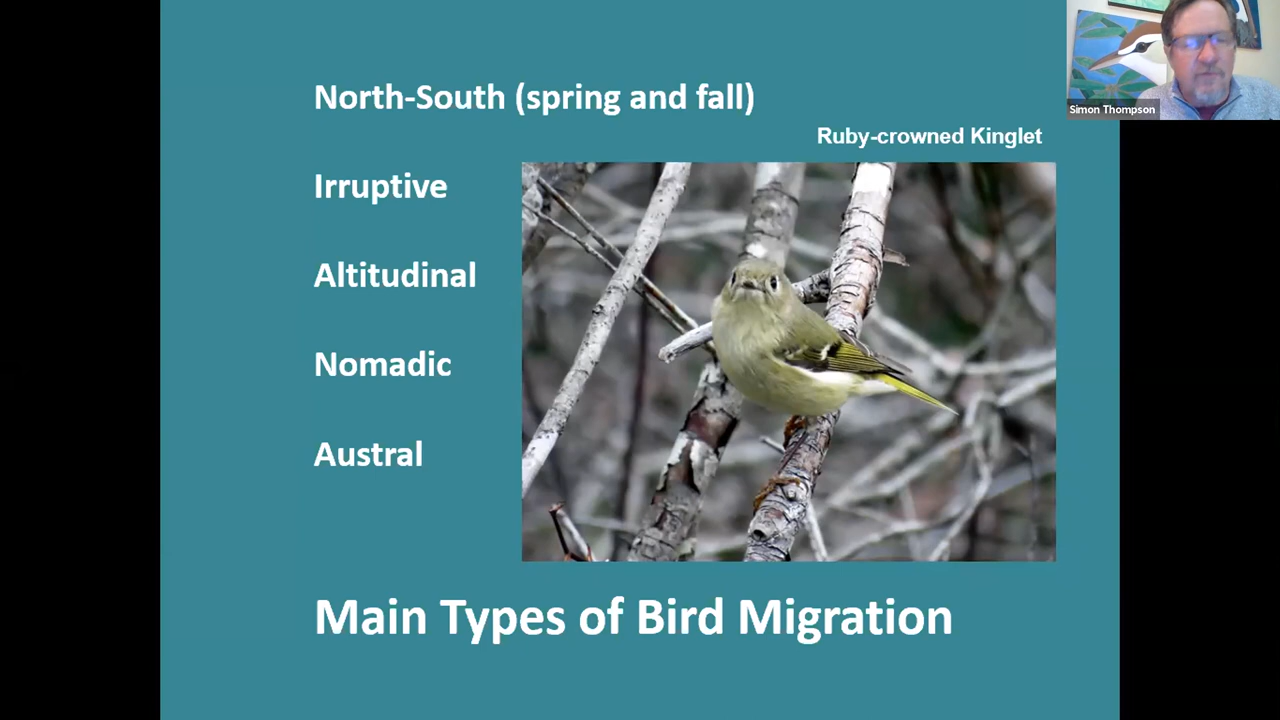 North-South (spring and fall)
Ruby-crowned Kinglet
Irruptive
Altitudinal
Nomadic
Austral
Main Types of Bird Migration
Simon Thompson